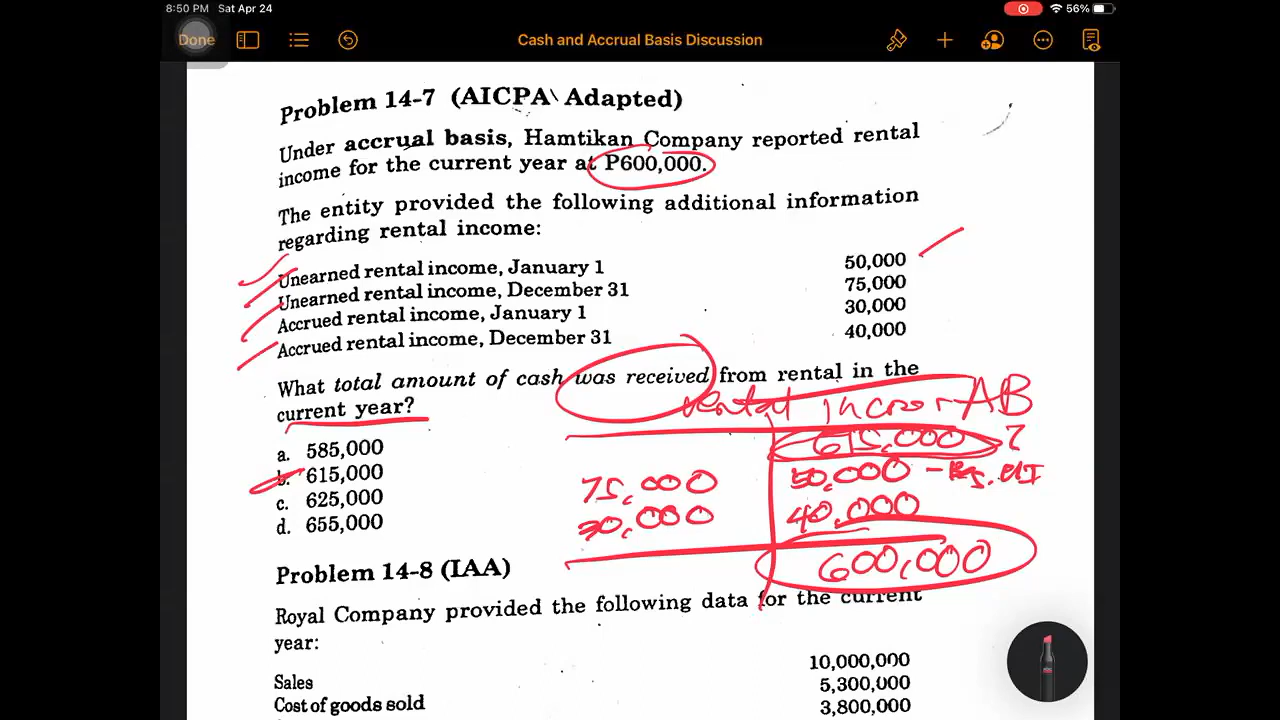 8:50 PM Sat Apr 24
56%
Done
Cash and Accrual Basis Discussion
Problem 14-7 (AICPA Adapted)
Under accrual basis, Hamtikan Company reported rental
income for the current year at P600,000.
The entity provided the following additional information
regarding rental income:
Unearned rental income, January 1 50,000
Unearned rental income, December 31 75,000
Accrued rental income, January 1 30,000
Accrued rental income, December 31 40,000
What total amount of cash was received from rental in the
current year?
rental AB
a. 585,000
b. 615,000
c. 625,000
d. 655,000
615,000 ?
75,000 50,000 -
30,000 40,000
600,000
Problem 14-8 (IAA)
Royal Company provided the following data for the current
year:
Sales 10,000,000
Cost of goods sold 5,300,000
3,800,000